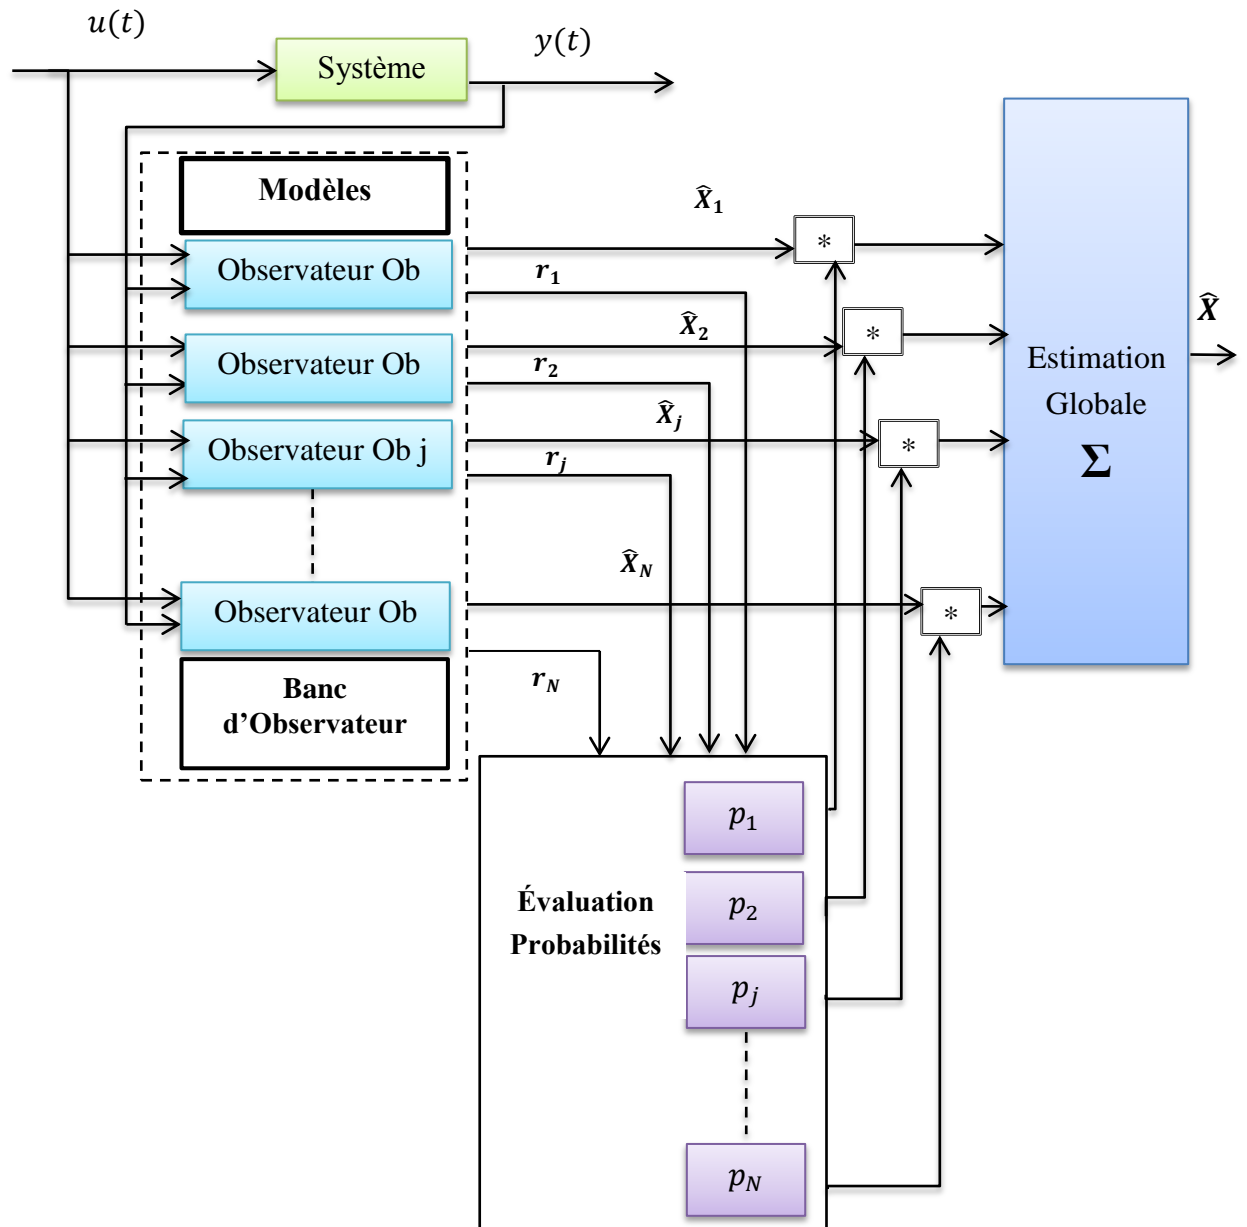 u(t)
Système
y(t)
Modèles
Observateur Ob
X̂₁
*
r₁
Observateur Ob
X̂₂
*
r₂
Observateur Ob j
X̂ⱼ
*
rⱼ
Observateur Ob
X̂_N
*
r_N
Banc
d’Observateur
Estimation
Globale
Σ
X̂
Évaluation
Probabilités
p₁
p₂
pⱼ
p_N